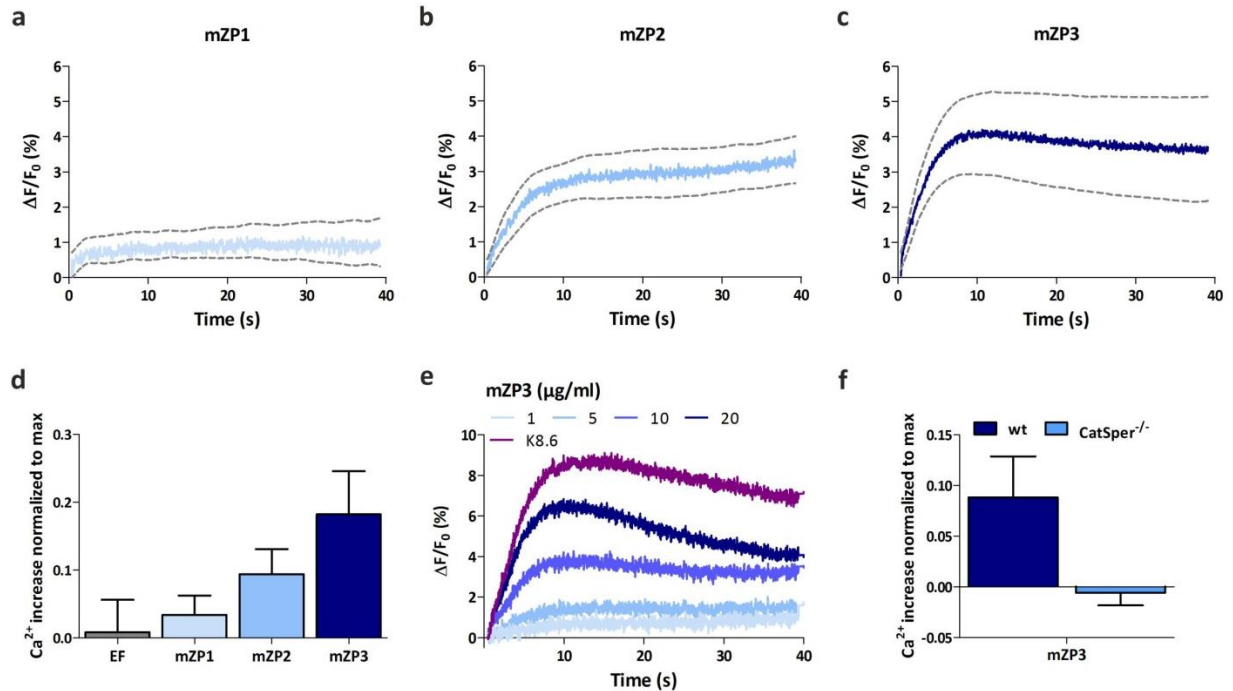 a
mZP1
ΔF/F₀ (%)
6
5
4
3
2
1
0
0 10 20 30 40
Time (s)
b
mZP2
ΔF/F₀ (%)
6
5
4
3
2
1
0
0 10 20 30 40
Time (s)
c
mZP3
ΔF/F₀ (%)
6
5
4
3
2
1
0
0 10 20 30 40
Time (s)
d
Ca²⁺ increase normalized to max
0.3
0.2
0.1
0.0
EF mZP1 mZP2 mZP3
e
mZP3 (μg/ml)
1 5 10 20
K8.6
ΔF/F₀ (%)
10
8
6
4
2
0
10 20 30 40
Time (s)
f
wt CatSper⁻/⁻
Ca²⁺ increase normalized to max
0.15
0.10
0.05
0.00
-0.05
mZP3